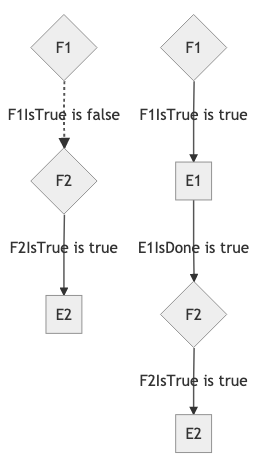 F1
F1IsTrue is false
F2
F2IsTrue is true
E2
F1
F1IsTrue is true
E1
E1IsDone is true
F2
F2IsTrue is true
E2